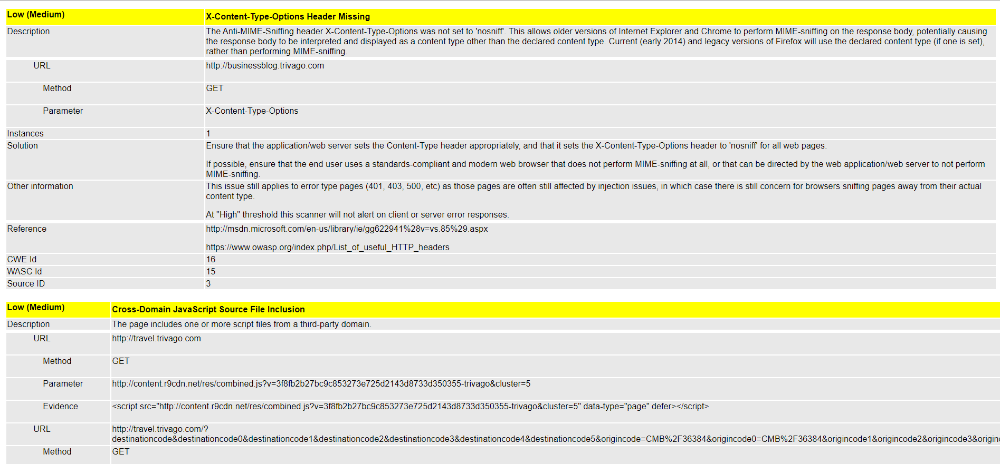 Low (Medium) X-Content-Type-Options Header Missing
Description The Anti-MIME-Sniffing header X-Content-Type-Options was not set to 'nosniff'. This allows older versions of Internet Explorer and Chrome to perform MIME-sniffing on the response body, potentially causing
the response body to be interpreted and displayed as a content type other than the declared content type. Current (early 2014) and legacy versions of Firefox will use the declared content type (if one is set),
rather than performing MIME-sniffing.
URL http://businessblog.trivago.com
Method GET
Parameter X-Content-Type-Options
Instances 1
Solution Ensure that the application/web server sets the Content-Type header appropriately, and that it sets the X-Content-Type-Options header to 'nosniff' for all web pages.
If possible, ensure that the end user uses a standards-compliant and modern web browser that does not perform MIME-sniffing at all, or that can be directed by the web application/web server to not perform
MIME-sniffing.
Other information This issue still applies to error type pages (401, 403, 500, etc) as those pages are often still affected by injection issues, in which case there is still concern for browsers sniffing pages away from their actual
content type.
At "High" threshold this scanner will not alert on client or server error responses.
Reference http://msdn.microsoft.com/en-us/library/ie/gg622941%28v=vs.85%29.aspx
https://www.owasp.org/index.php/List_of_useful_HTTP_headers
CWE Id 16
WASC Id 15
Source ID 3
Low (Medium) Cross-Domain JavaScript Source File Inclusion
Description The page includes one or more script files from a third-party domain.
URL http://travel.trivago.com
Method GET
Parameter http://content.r9cdn.net/res/combined.js?v=3f8fb2b27bc9c853273e725d2143d8733d350355-trivago&cluster=5
Evidence <script src="http://content.r9cdn.net/res/combined.js?v=3f8fb2b27bc9c853273e725d2143d8733d350355-trivago&cluster=5" data-type="page" defer></script>
URL http://travel.trivago.com/?
destinationcode&destinationcode0&destinationcode1&destinationcode2&destinationcode3&destinationcode4&destinationcode5&origincode=CMB%2F36384&origincode0=CMB%2F36384&origincode1&origincode2&origincode3&originc
Method GET